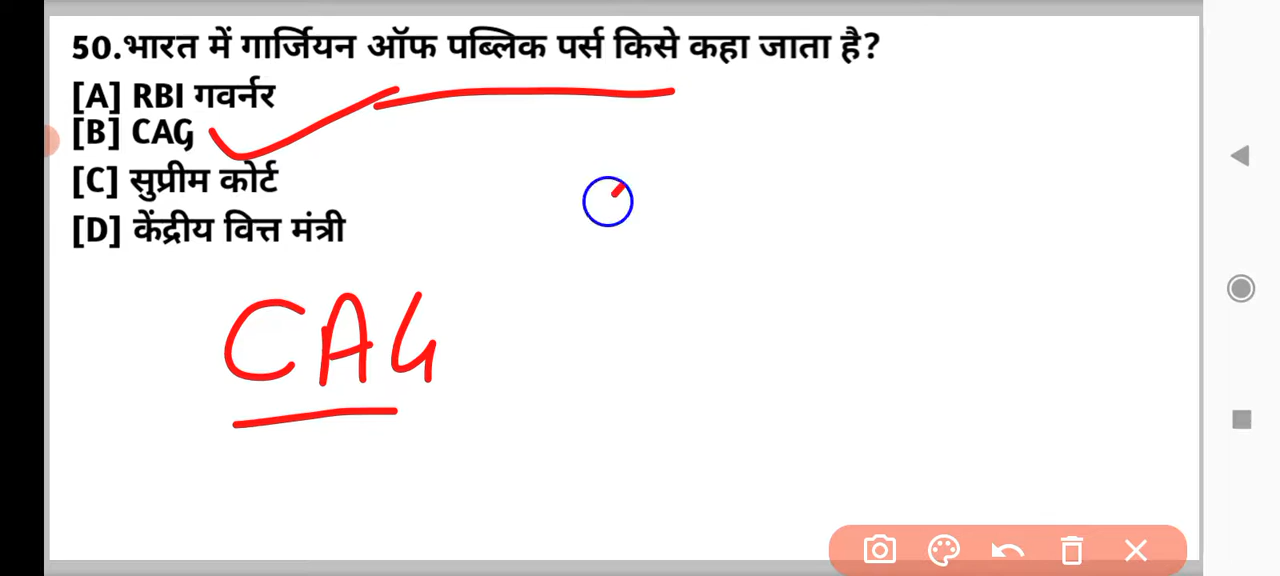 50.भारत में गार्जियन ऑफ पब्लिक पर्स किसे कहा जाता है?
[A] RBI गवर्नर
[B] CAG
[C] सुप्रीम कोर्ट
[D] केंद्रीय वित्त मंत्री
CAG